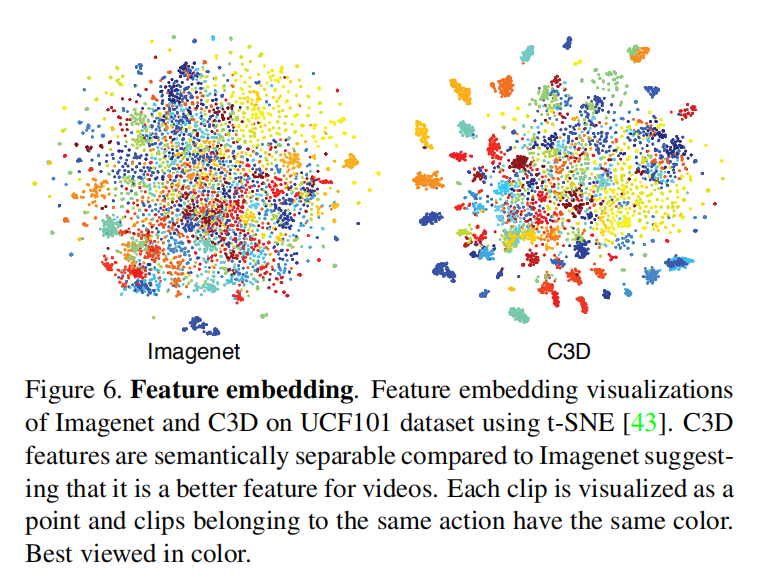 Imagenet
C3D
Figure 6. Feature embedding. Feature embedding visualizations
of Imagenet and C3D on UCF101 dataset using t-SNE [43]. C3D
features are semantically separable compared to Imagenet suggest-
ing that it is a better feature for videos. Each clip is visualized as a
point and clips belonging to the same action have the same color.
Best viewed in color.